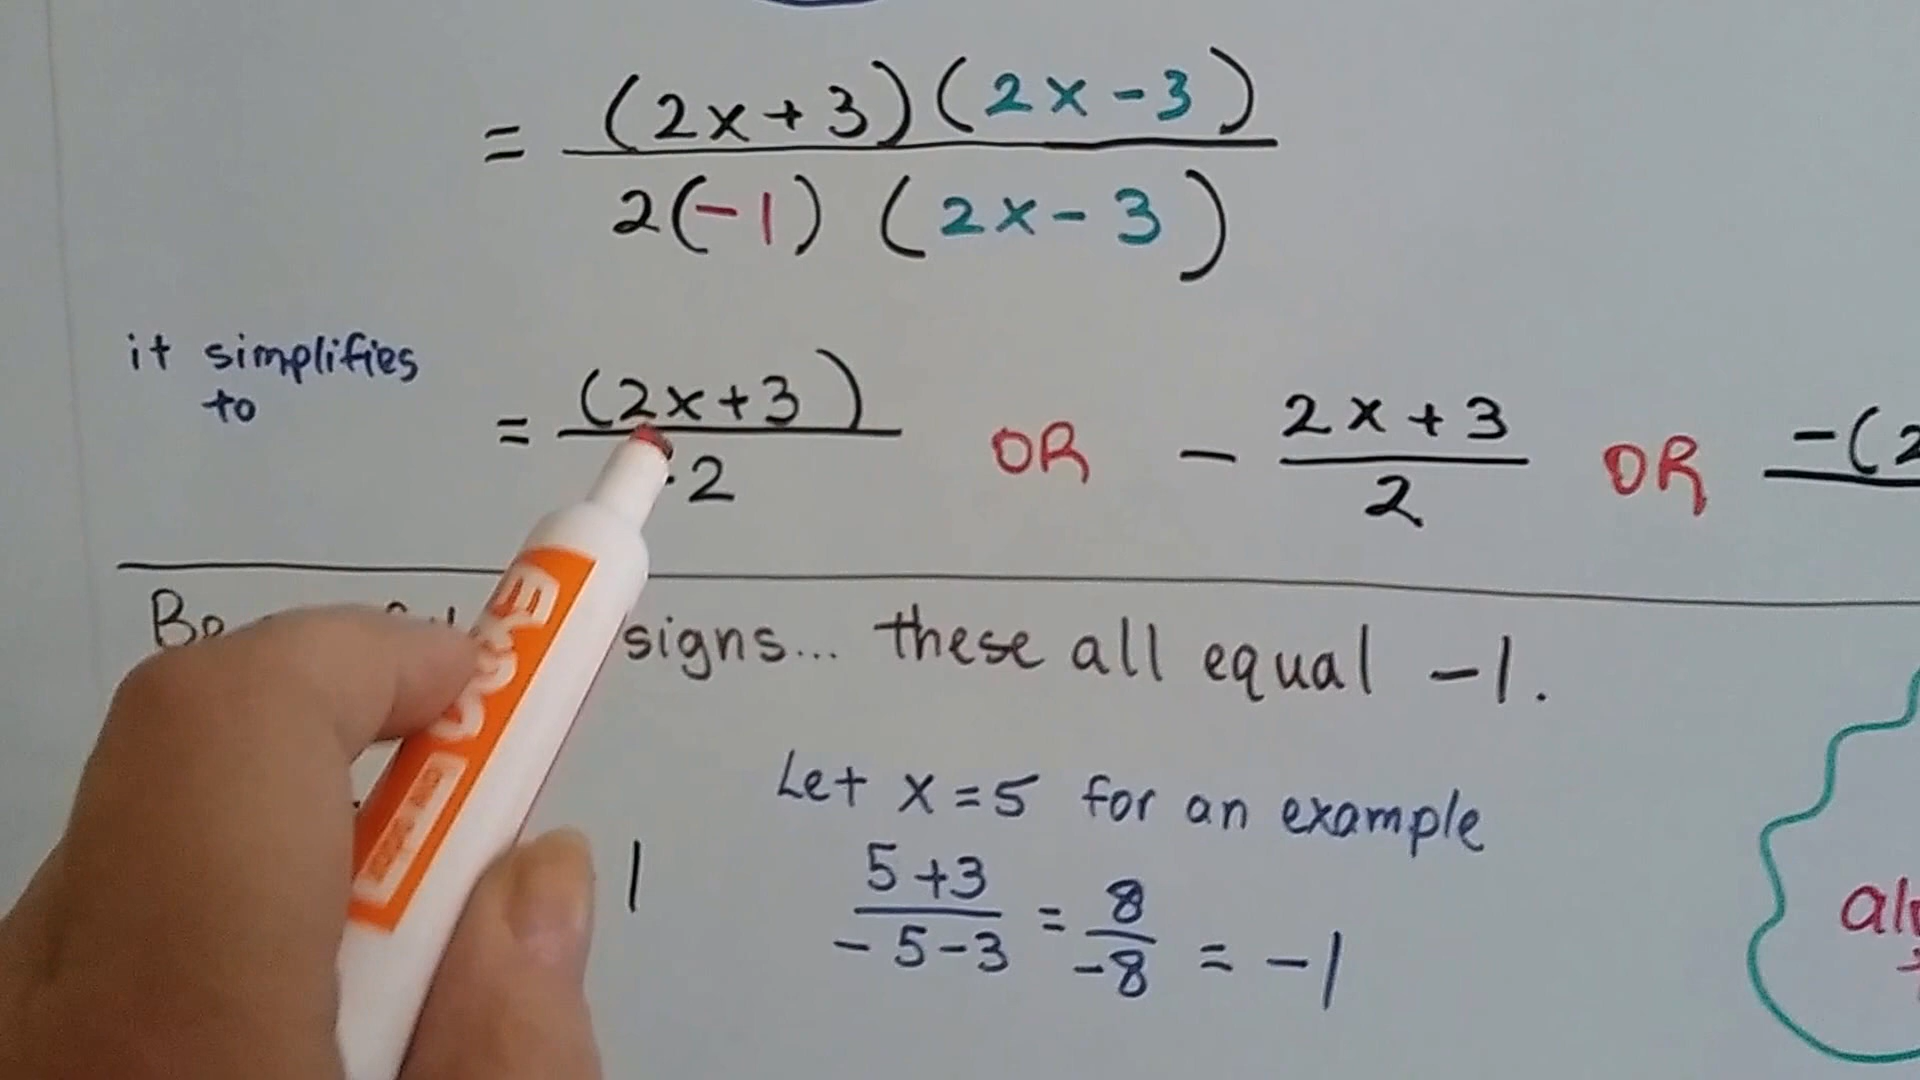 = (2x+3)(2x-3)
2(-1) (2x-3)
it simplifies
to
= (2x+3) OR - 2x+3 OR -(2
-2 2
signs... these all equal -1.
Let x=5 for an example
1 5+3 = 8 = -1
-5-3 -8
Expo